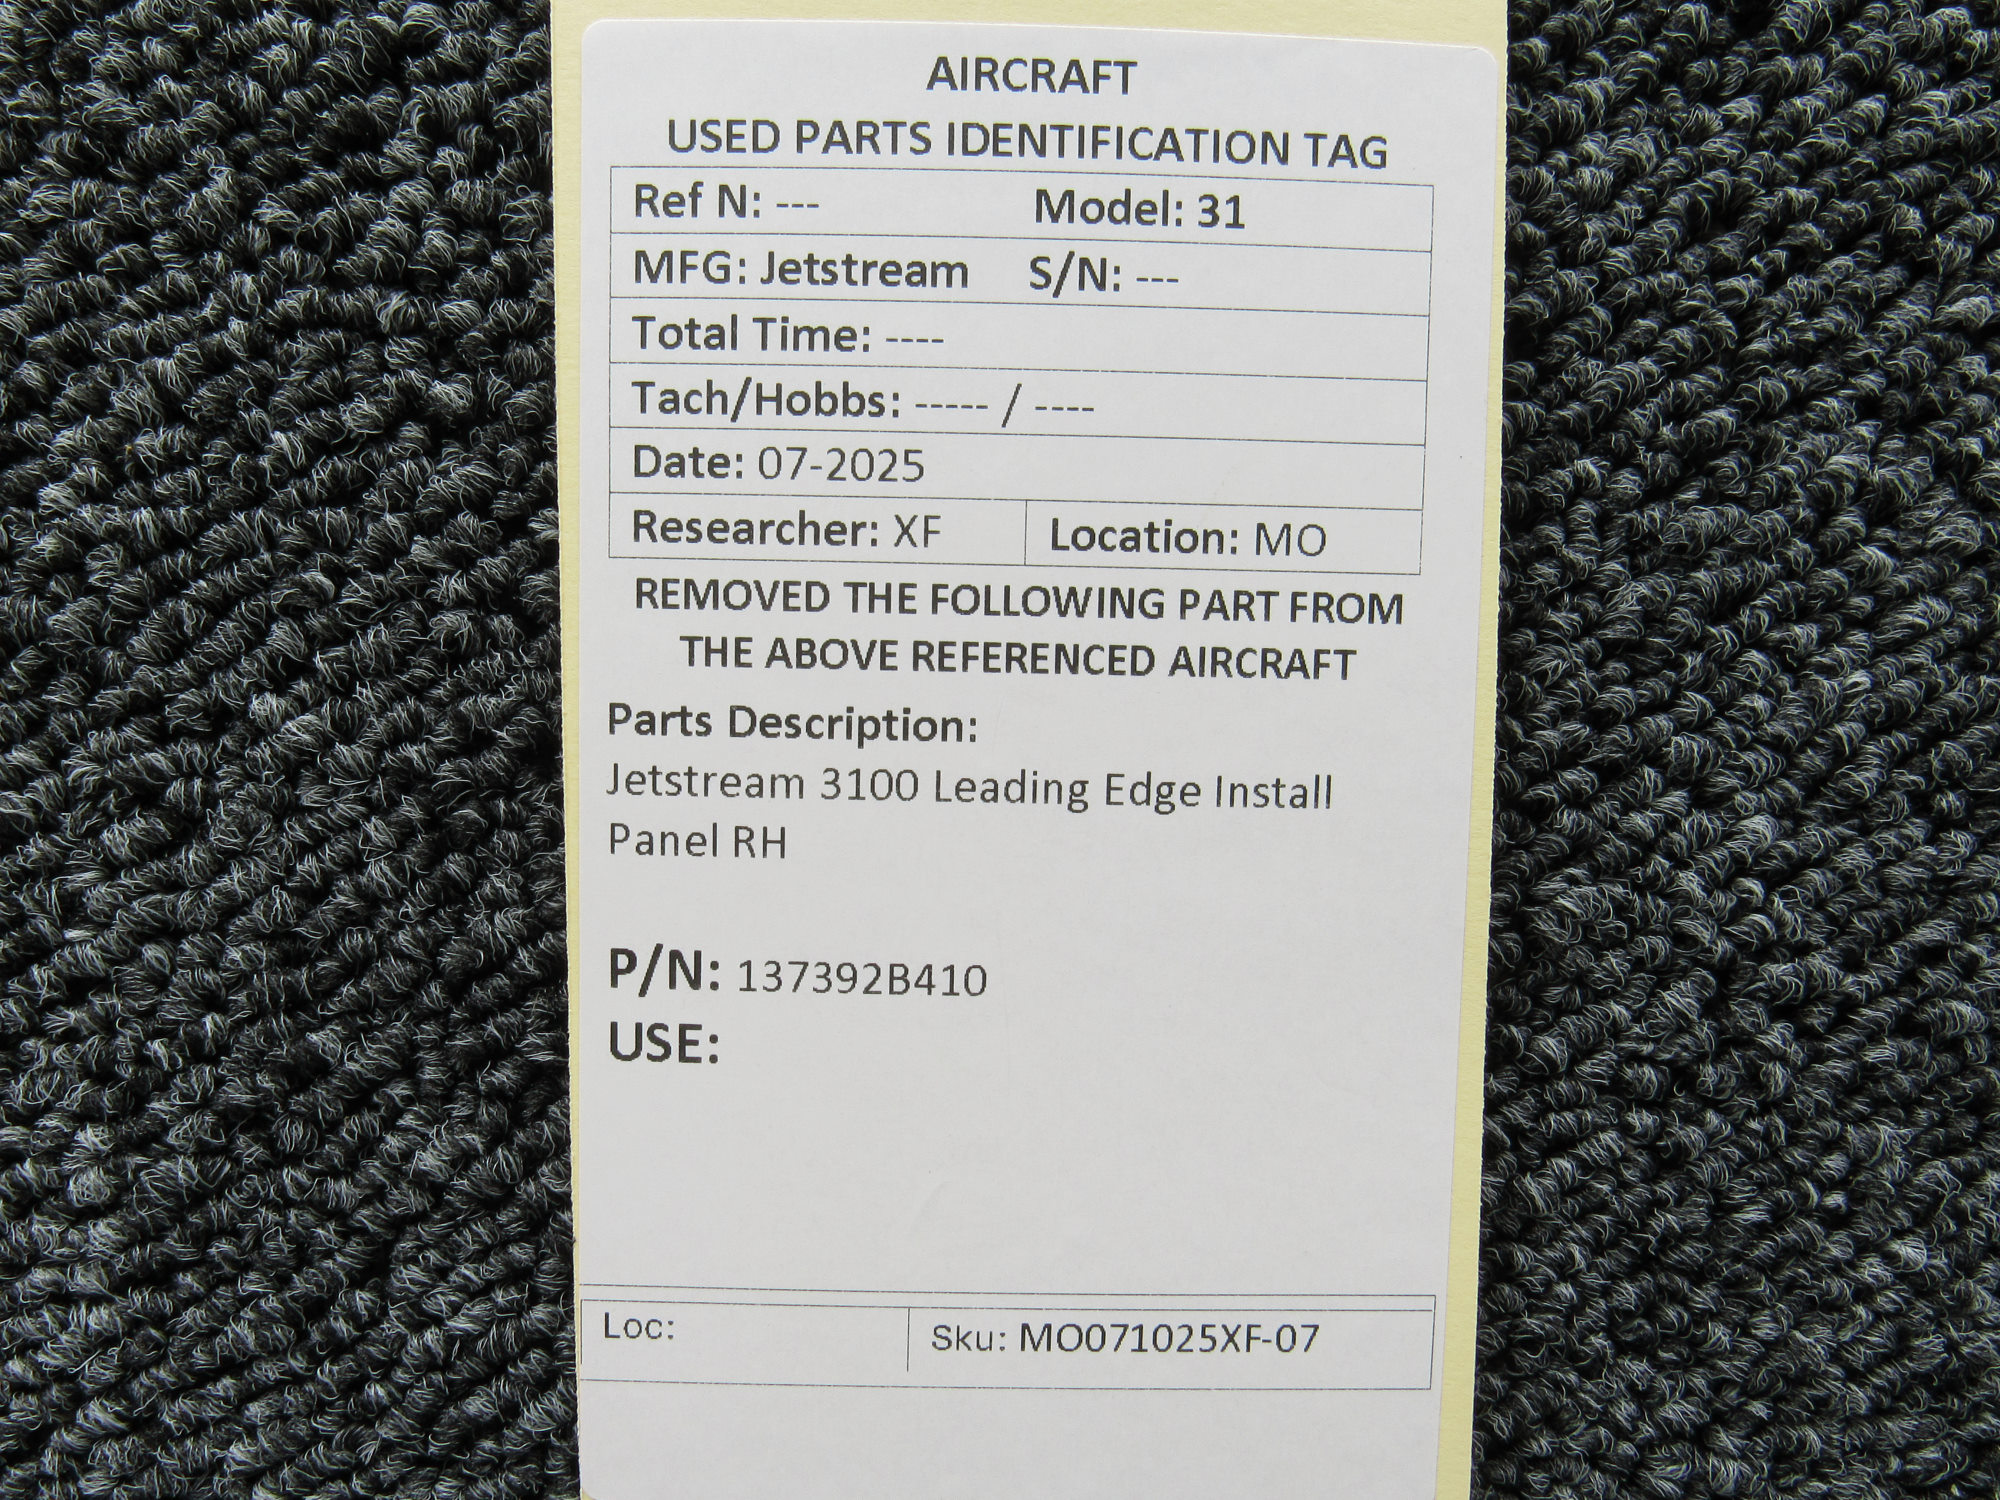 AIRCRAFT
USED PARTS IDENTIFICATION TAG
Ref N: --- Model: 31
MFG: Jetstream S/N: ---
Total Time: ----
Tach/Hobbs: ----- / ----
Date: 07-2025
Researcher: XF Location: MO
REMOVED THE FOLLOWING PART FROM
THE ABOVE REFERENCED AIRCRAFT
Parts Description:
Jetstream 3100 Leading Edge Install
Panel RH
P/N: 137392B410
USE:
Loc: Sku: MO071025XF-07